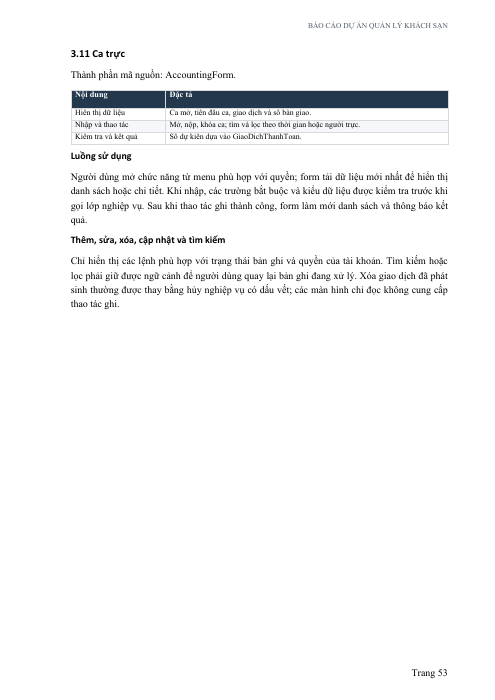 BÁO CÁO DỰ ÁN QUẢN LÝ KHÁCH SẠN
3.11 Ca trực
Thành phần mã nguồn: AccountingForm.
Nội dung Đặc tả
Hiển thị dữ liệu Ca mở, tiền đầu ca, giao dịch và số bàn giao.
Nhập và thao tác Mở, nộp, khóa ca; tìm và lọc theo thời gian hoặc người trực.
Kiểm tra và kết quả Số dự kiến dựa vào GiaoDichThanhToan.
Luồng sử dụng
Người dùng mở chức năng từ menu phù hợp với quyền; form tải dữ liệu mới nhất để hiển thị
danh sách hoặc chi tiết. Khi nhập, các trường bắt buộc và kiểu dữ liệu được kiểm tra trước khi
gọi lớp nghiệp vụ. Sau khi thao tác ghi thành công, form làm mới danh sách và thông báo kết
quả.
Thêm, sửa, xóa, cập nhật và tìm kiếm
Chỉ hiển thị các lệnh phù hợp với trạng thái bản ghi và quyền của tài khoản. Tìm kiếm hoặc
lọc phải giữ được ngữ cảnh để người dùng quay lại bản ghi đang xử lý. Xóa giao dịch đã phát
sinh thường được thay bằng hủy nghiệp vụ có dấu vết; các màn hình chỉ đọc không cung cấp
thao tác ghi.
Trang 53